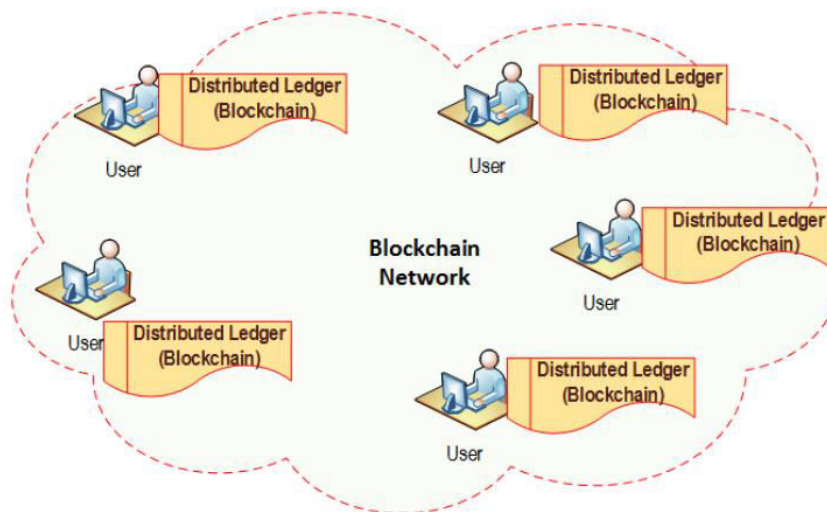 Distributed Ledger
(Blockchain)
User
Distributed Ledger
(Blockchain)
User
Distributed Ledger
(Blockchain)
User
Blockchain
Network
User
Distributed Ledger
(Blockchain)
Distributed Ledger
(Blockchain)
User